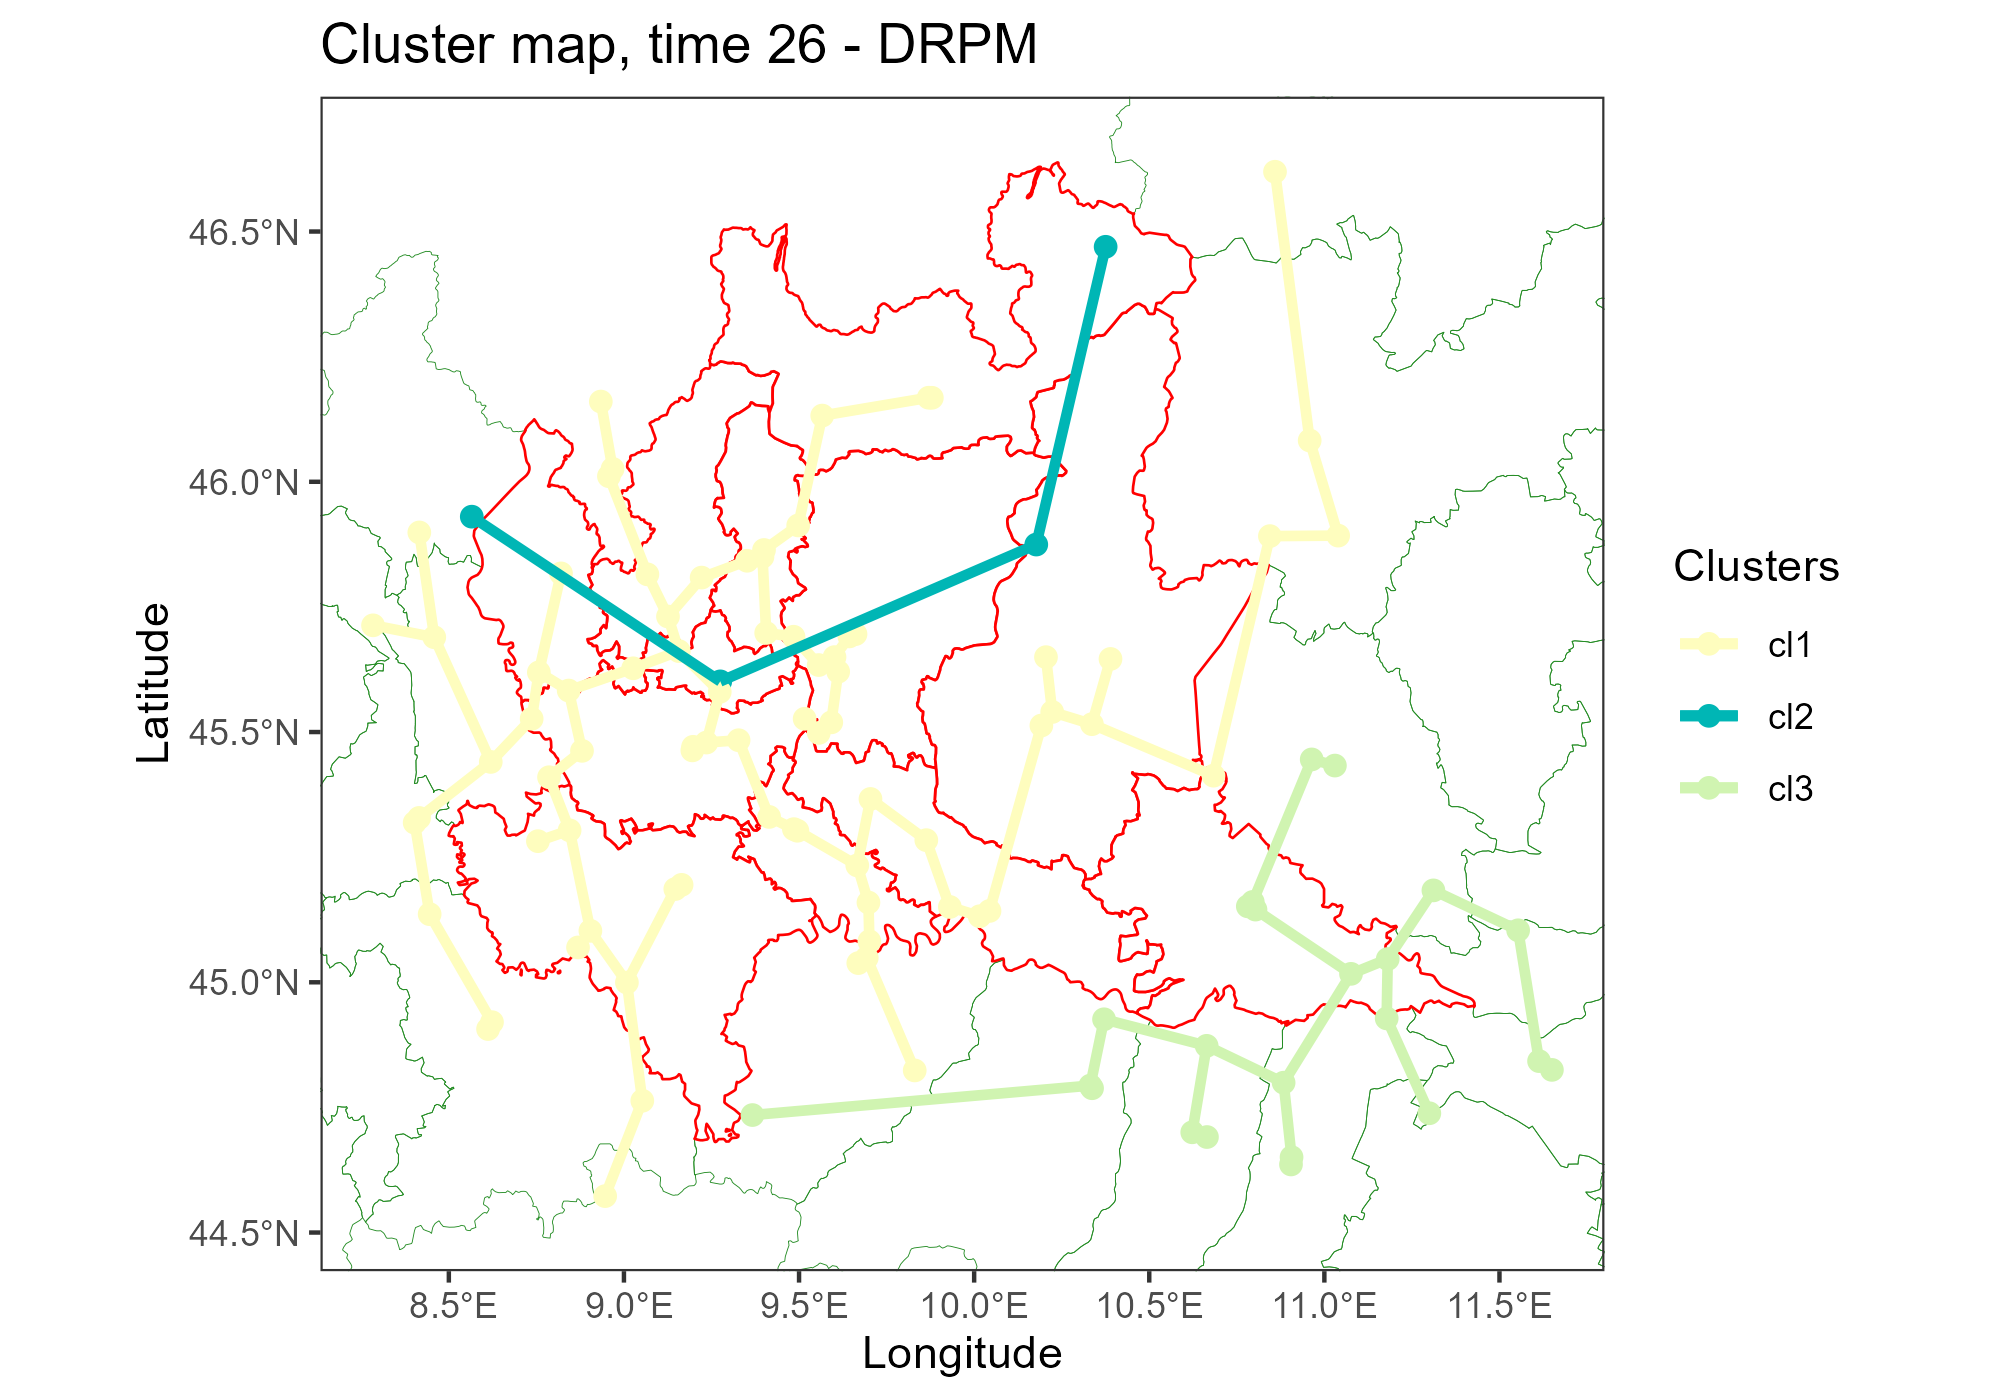 Cluster map, time 26 - DRPM
46.5°N
46.0°N
45.5°N
45.0°N
44.5°N
Latitude
8.5°E 9.0°E 9.5°E 10.0°E 10.5°E 11.0°E 11.5°E
Longitude
Clusters
cl1
cl2
cl3